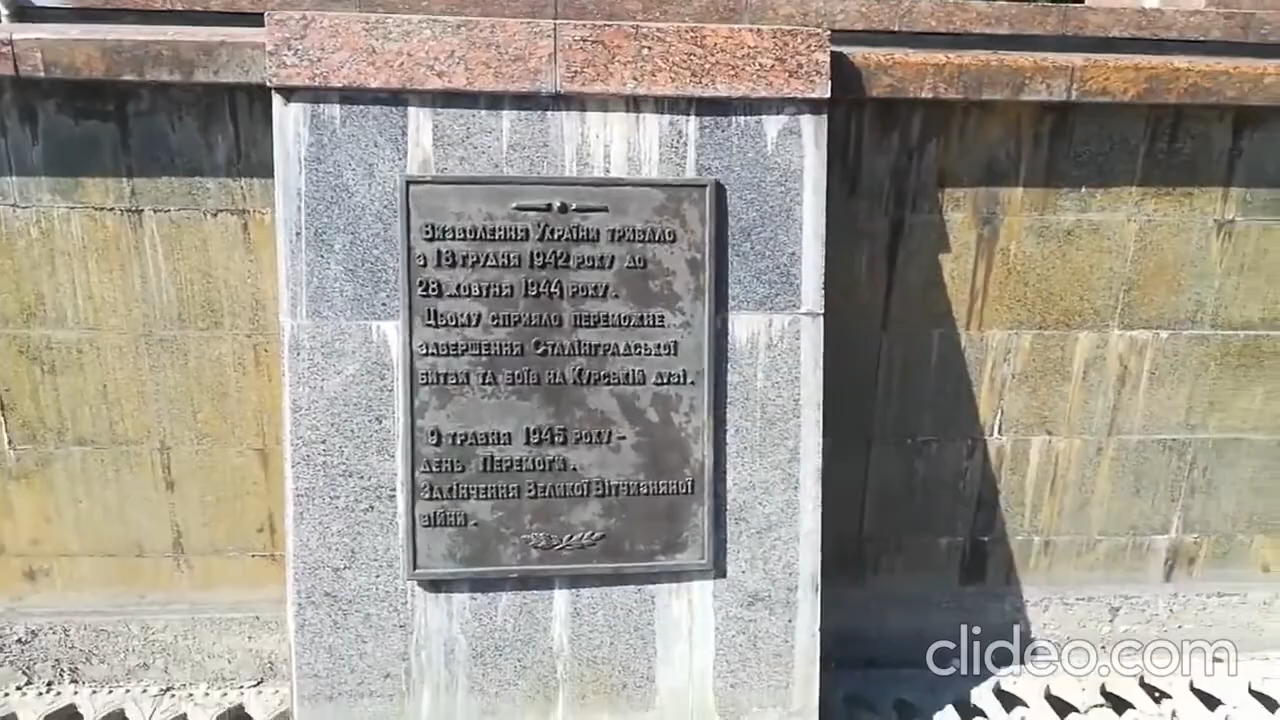 Визволення України тривало
з 18 грудня 1942 року до
28 жовтня 1944 року.
Цьому сприяло переможне
завершення Сталінградської
битви та боїв на Курській дузі.
9 травня 1945 року –
день Перемоги.
Закінчення Великої Вітчизняної
війни.
clideo.com